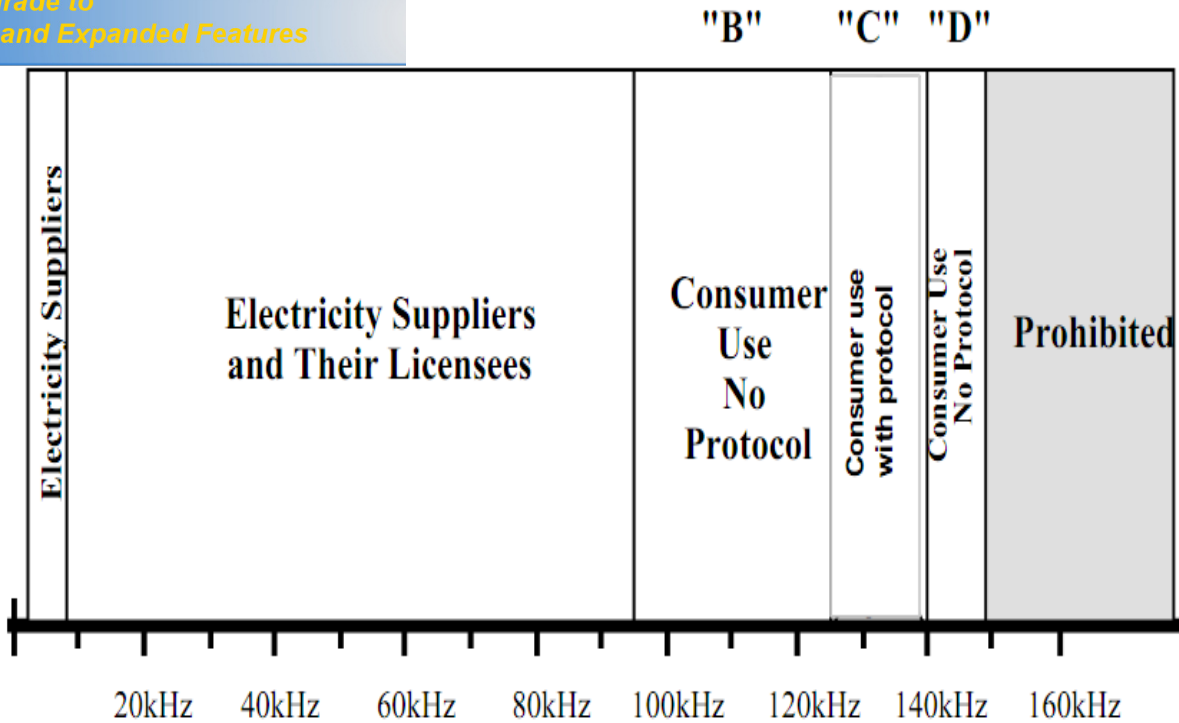 and Expanded Features
"B" "C" "D"
Electricity Suppliers
Electricity Suppliers
and Their Licensees
Consumer
Use
No
Protocol
Consumer use
with protocol
Consumer Use
No Protocol
Prohibited
20kHz 40kHz 60kHz 80kHz 100kHz 120kHz 140kHz 160kHz